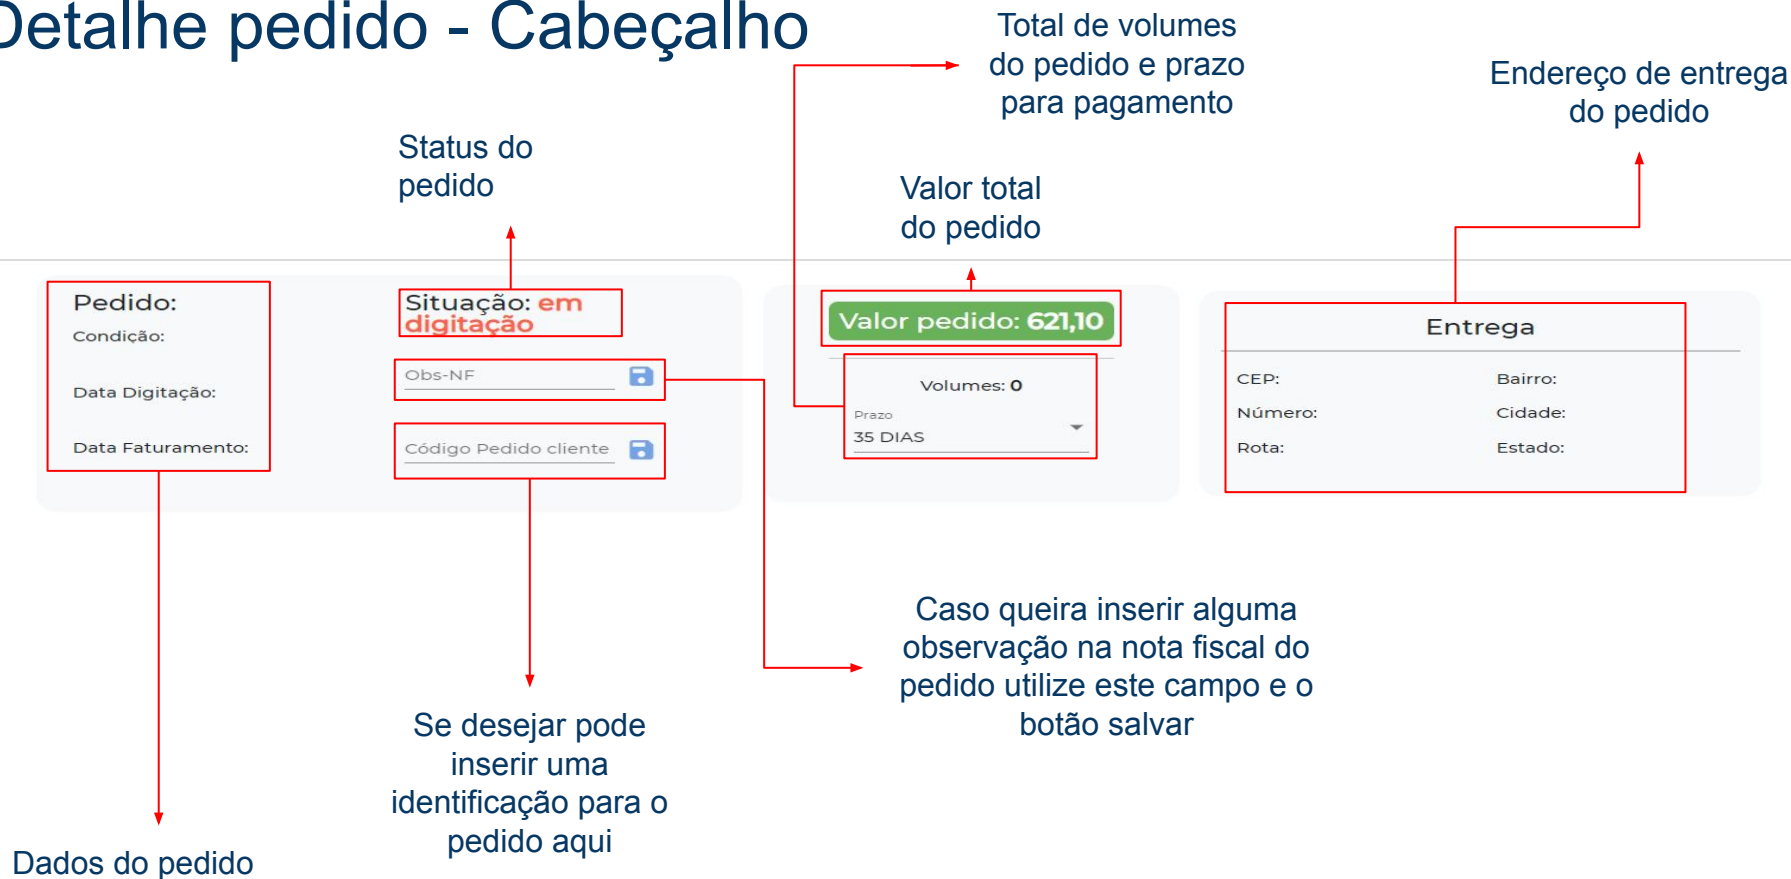 Detalhe pedido - Cabeçalho
Total de volumes
do pedido e prazo
para pagamento
Endereço de entrega
do pedido
Status do
pedido
Valor total
do pedido
Pedido:
Condição:
Data Digitação:
Data Faturamento:
Situação: em
digitação
Obs-NF
Código Pedido cliente
Valor pedido: 621,10
Volumes: 0
Prazo
35 DIAS
Entrega
CEP:
Bairro:
Número:
Cidade:
Rota:
Estado:
Caso queira inserir alguma
observação na nota fiscal do
pedido utilize este campo e o
botão salvar
Se desejar pode
inserir uma
identificação para o
pedido aqui
Dados do pedido